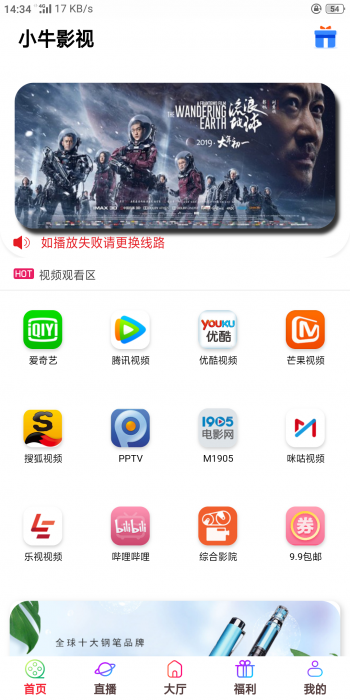 14:34
4G
17 KB/s
54
小牛影视
A FRANT GWO FILM
THE WANDERING EARTH
流浪地球
2019·大年初一
IMAX 3D
如播放失败请更换线路
HOT 视频观看区
iQIYI
YOUKU
优酷
爱奇艺 腾讯视频 优酷视频 芒果视频
S
P
1905
电影网
搜狐视频 PPTV M1905 咪咕视频
bilibili
券
乐视视频 哔哩哔哩 综合影院 9.9包邮
全球十大钢笔品牌
首页 直播 大厅 福利 我的